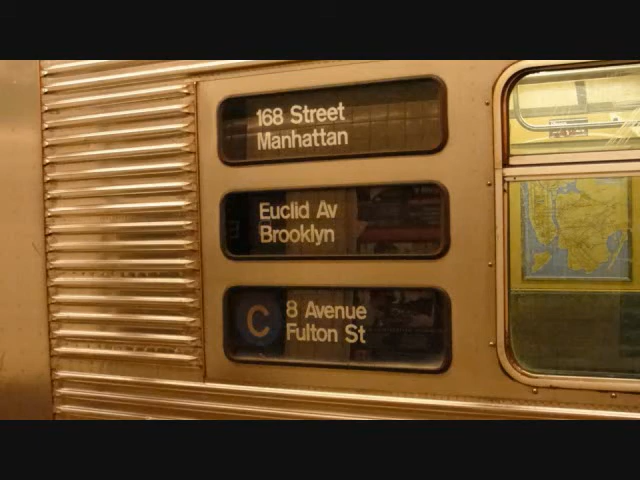 168 Street
Manhattan
Euclid Av
Brooklyn
C 8 Avenue
Fulton St